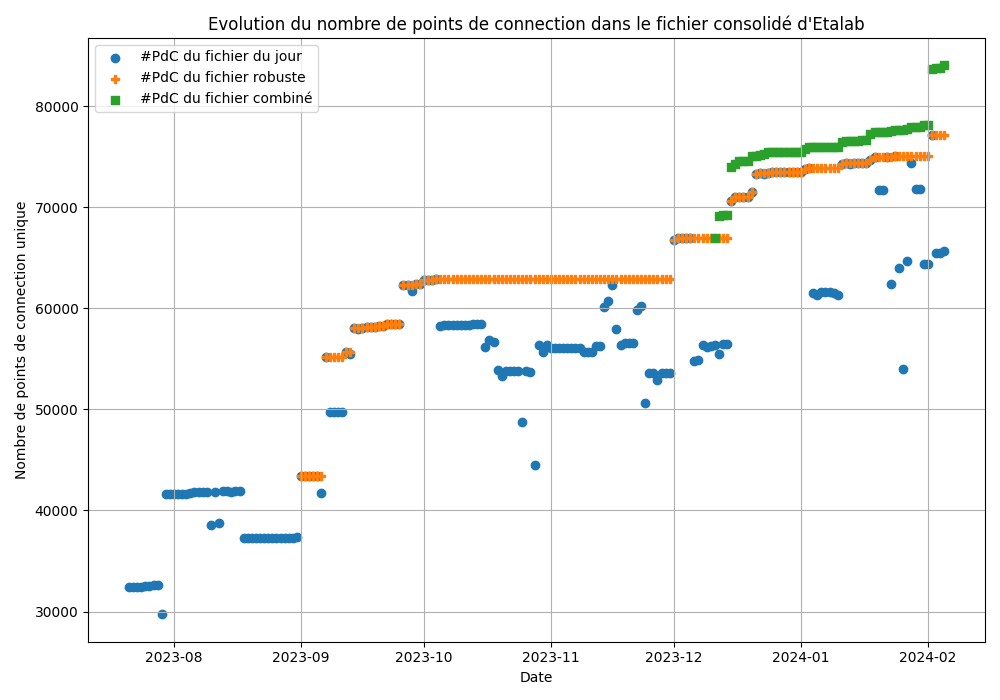 Evolution du nombre de points de connection dans le fichier consolidé d'Etalab
#PdC du fichier du jour
#PdC du fichier robuste
#PdC du fichier combiné
Nombre de points de connection unique
80000
70000
60000
50000
40000
30000
2023-08 2023-09 2023-10 2023-11 2023-12 2024-01 2024-02
Date